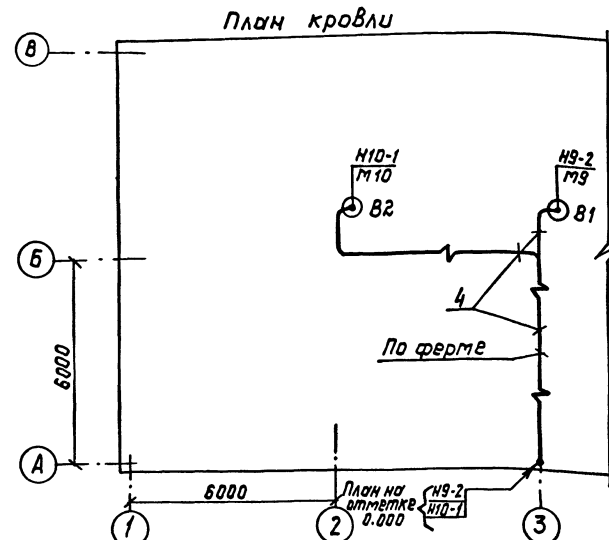 План кровли
В
Н10-1
М10
В2
Н9-2
М9
В1
Б
4
По ферме
6000
А
6000
План на
отметке
0.000
Н9-2
Н10-1
1
2
3